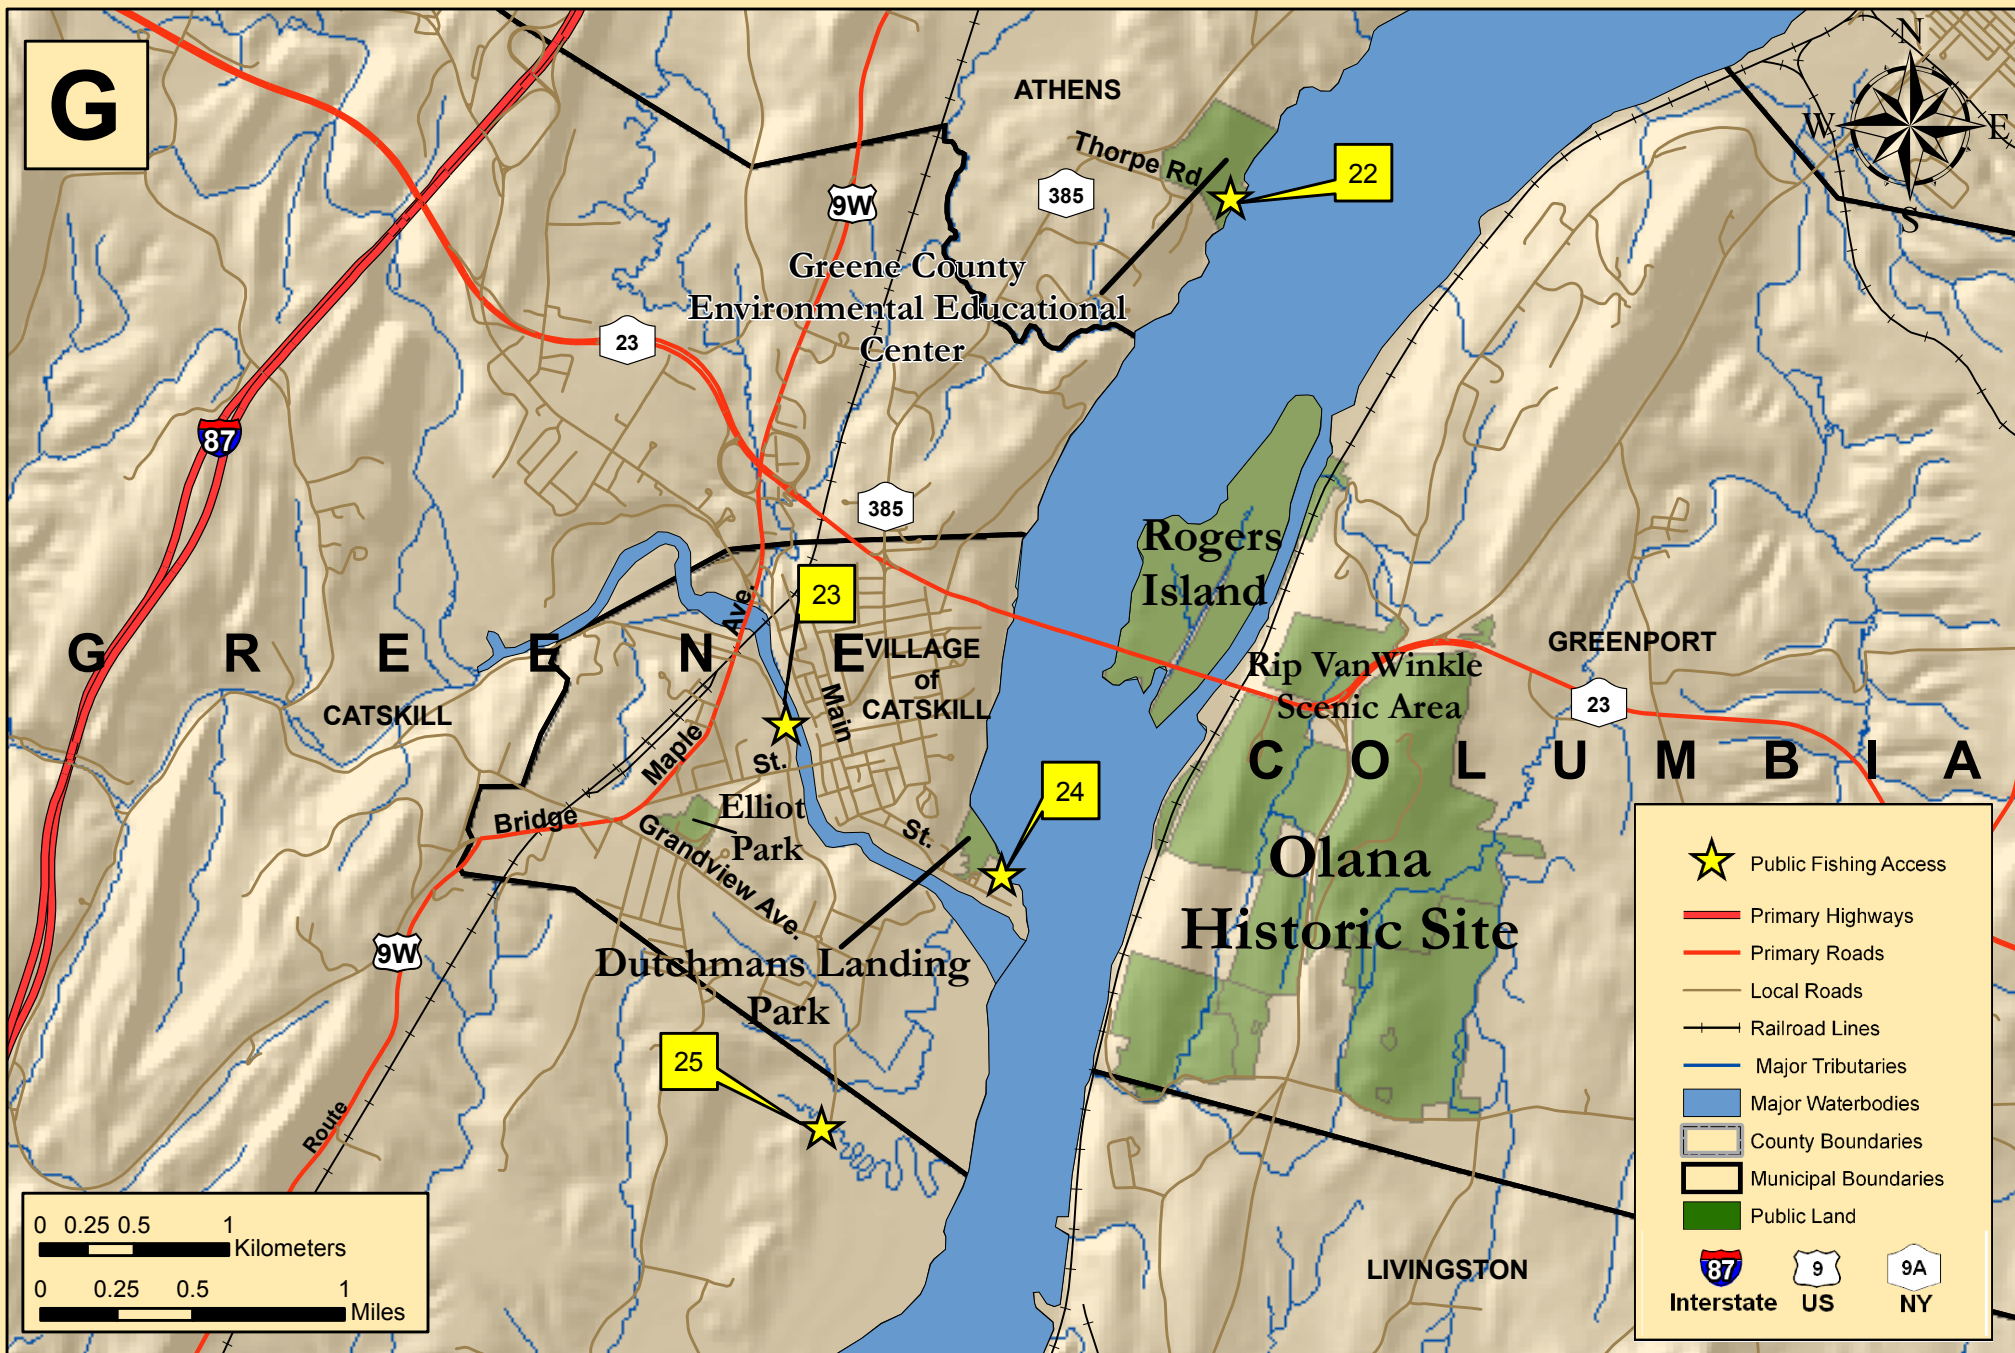 G
N
W
E
S
ATHENS
Thorpe Rd
385
22
9W
Greene County
Environmental Educational
Center
23
87
385
Rogers
Island
23
Ave.
G R E E N E
VILLAGE
of
CATSKILL
Main
CATSKILL
GREENPORT
Rip VanWinkle
Scenic Area
23
C O L U M B I A
Maple
St.
24
Elliot
Park
Bridge
Grandview Ave.
St.
Olana
Historic Site
9W
Dutchmans Landing
Park
25
Route
LIVINGSTON
0 0.25 0.5 1
Kilometers
0 0.25 0.5 1
Miles
Public Fishing Access
Primary Highways
Primary Roads
Local Roads
Railroad Lines
Major Tributaries
Major Waterbodies
County Boundaries
Municipal Boundaries
Public Land
87 9 9A
Interstate US NY